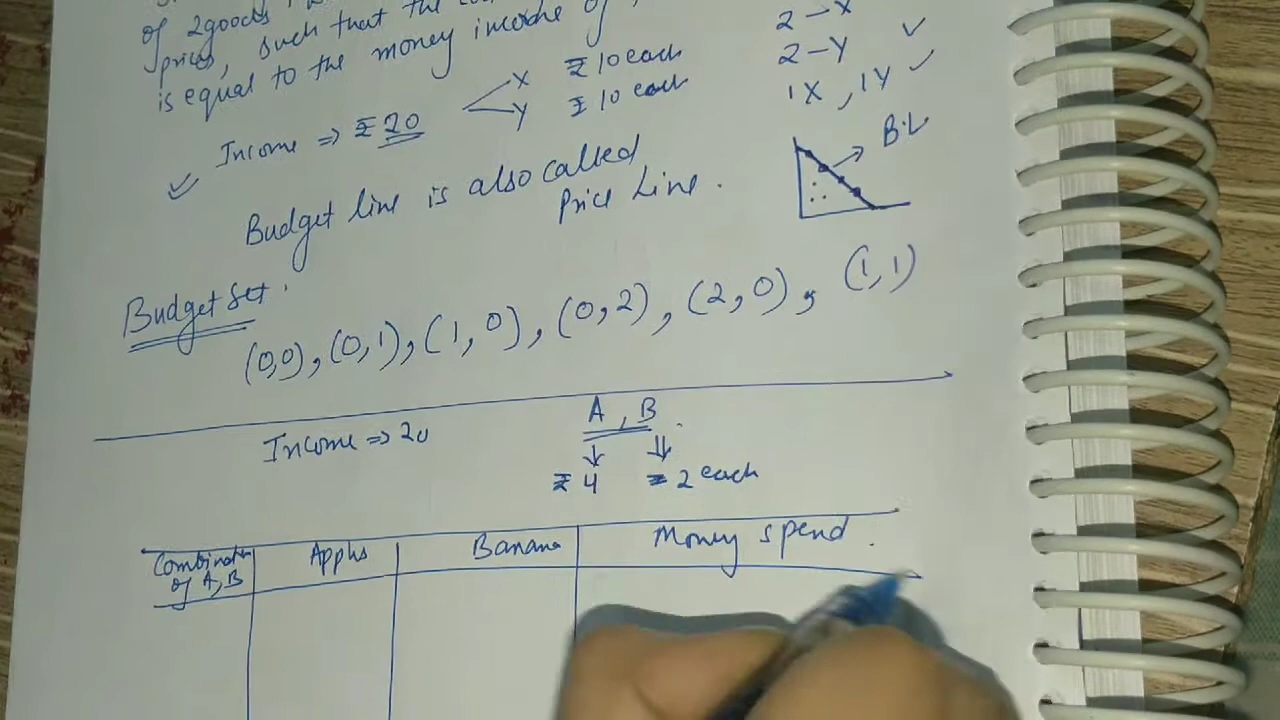 of 2goods
prices, such that the
is equal to the money income of
Income ⇒ ₹20
X ₹10 each
Y ₹10 each
2 - X
2 - Y ✓
1X , 1Y ✓
B.L
Budget line is also called
Price Line.
Budget Set.
(0,0), (0,1), (1,0), (0,2), (2,0), (1,1)
Income ⇒ 20
A , B
₹4
₹2 each
Combination of A, B
Apples
Banana
Money spend.